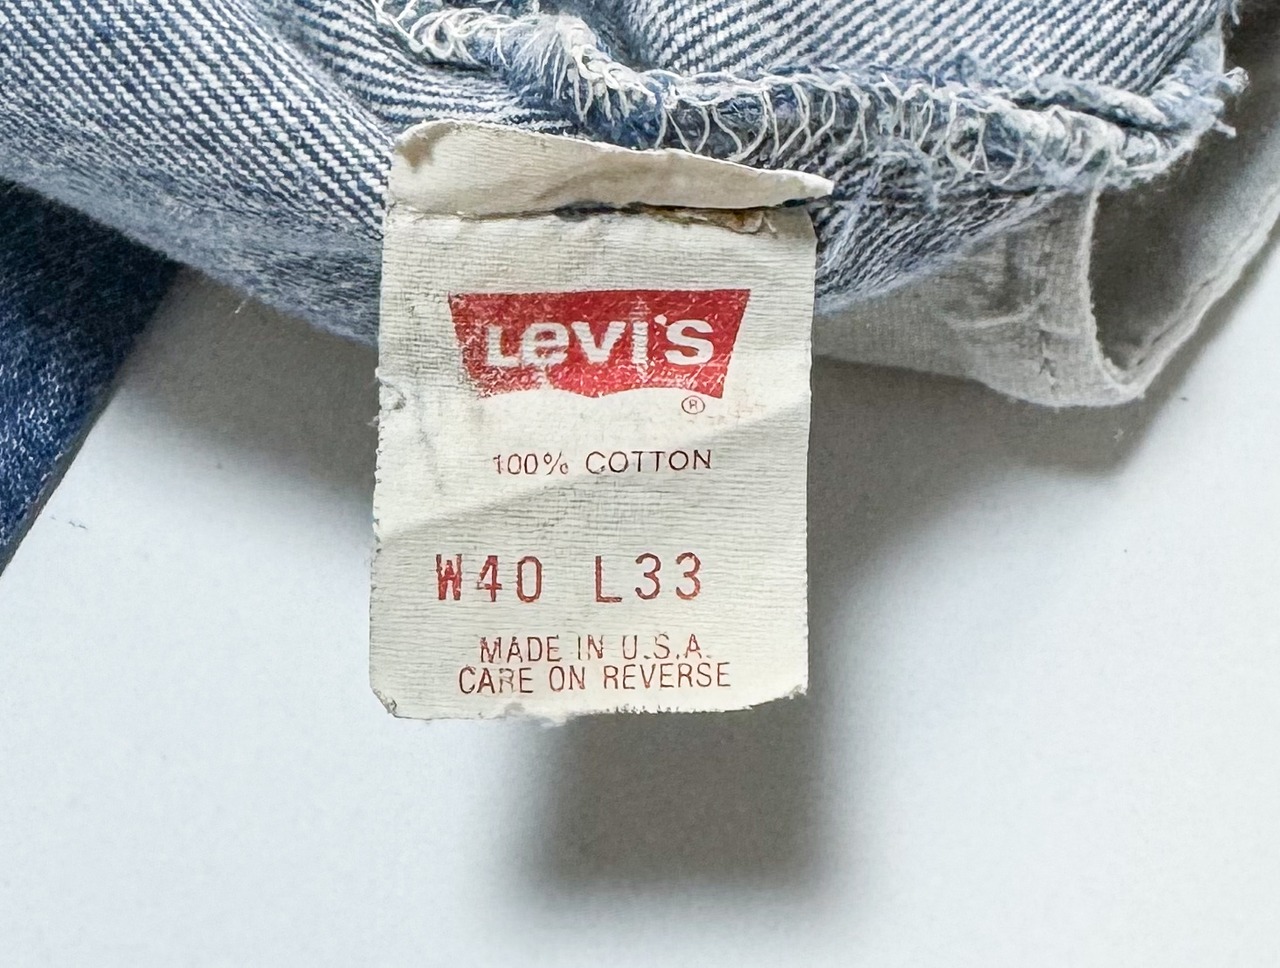 Levi's
®
100% COTTON
W40 L33
MADE IN U.S.A.
CARE ON REVERSE